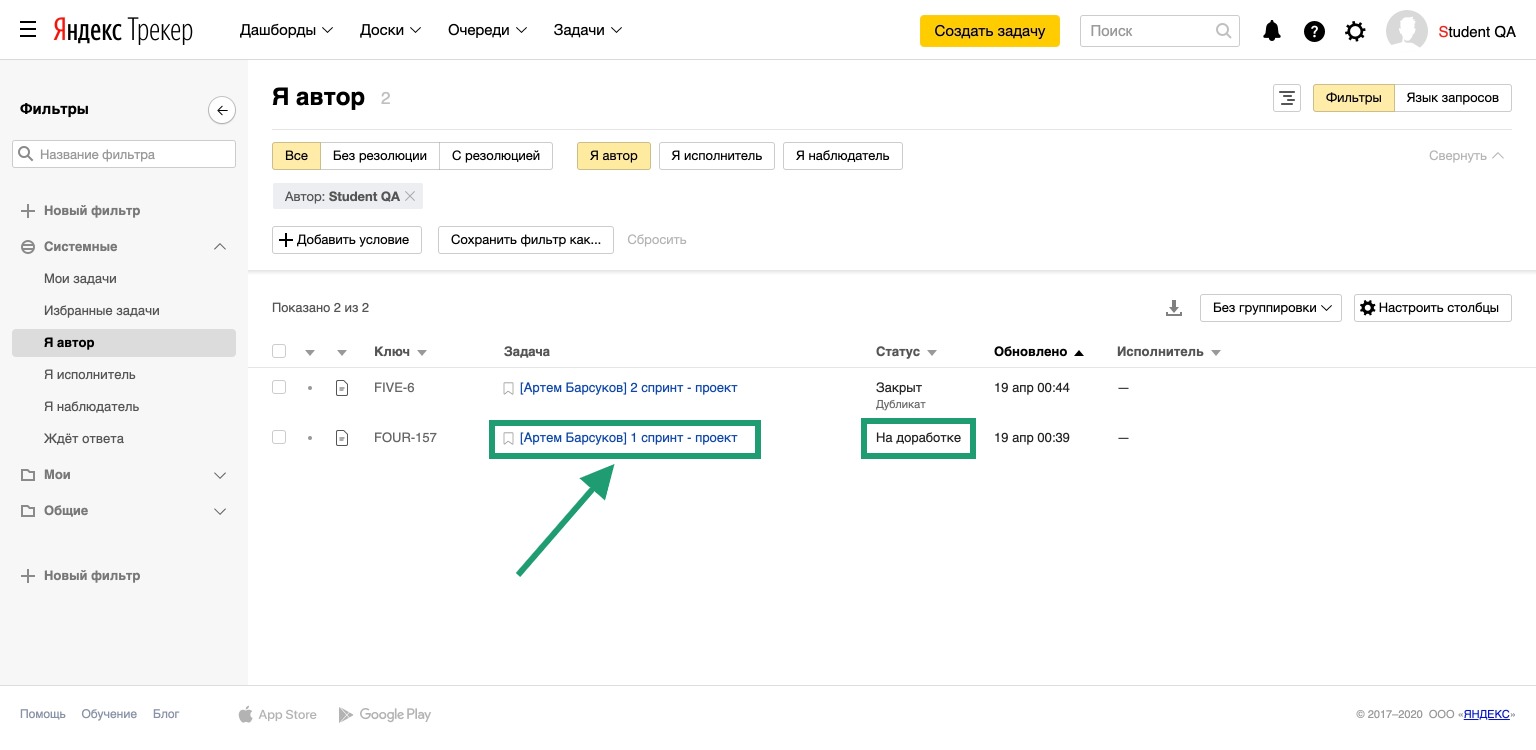 Яндекс Трекер Дашборды Доски Очереди Задачи Создать задачу Поиск Student QA
Фильтры
Название фильтра
Новый фильтр
Системные
Мои задачи
Избранные задачи
Я автор
Я исполнитель
Я наблюдатель
Ждёт ответа
Мои
Общие
Новый фильтр
Я автор 2
Фильтры Язык запросов
Все Без резолюции С резолюцией Я автор Я исполнитель Я наблюдатель Свернуть
Автор: Student QA
Добавить условие Сохранить фильтр как... Сбросить
Показано 2 из 2 Без группировки Настроить столбцы
Ключ Задача Статус Обновлено Исполнитель
FIVE-6 [Артем Барсуков] 2 спринт - проект Закрыт 19 апр 00:44 —
Дубликат
FOUR-157 [Артем Барсуков] 1 спринт - проект На доработке 19 апр 00:39 —
Помощь Обучение Блог App Store Google Play © 2017–2020 ООО «ЯНДЕКС»